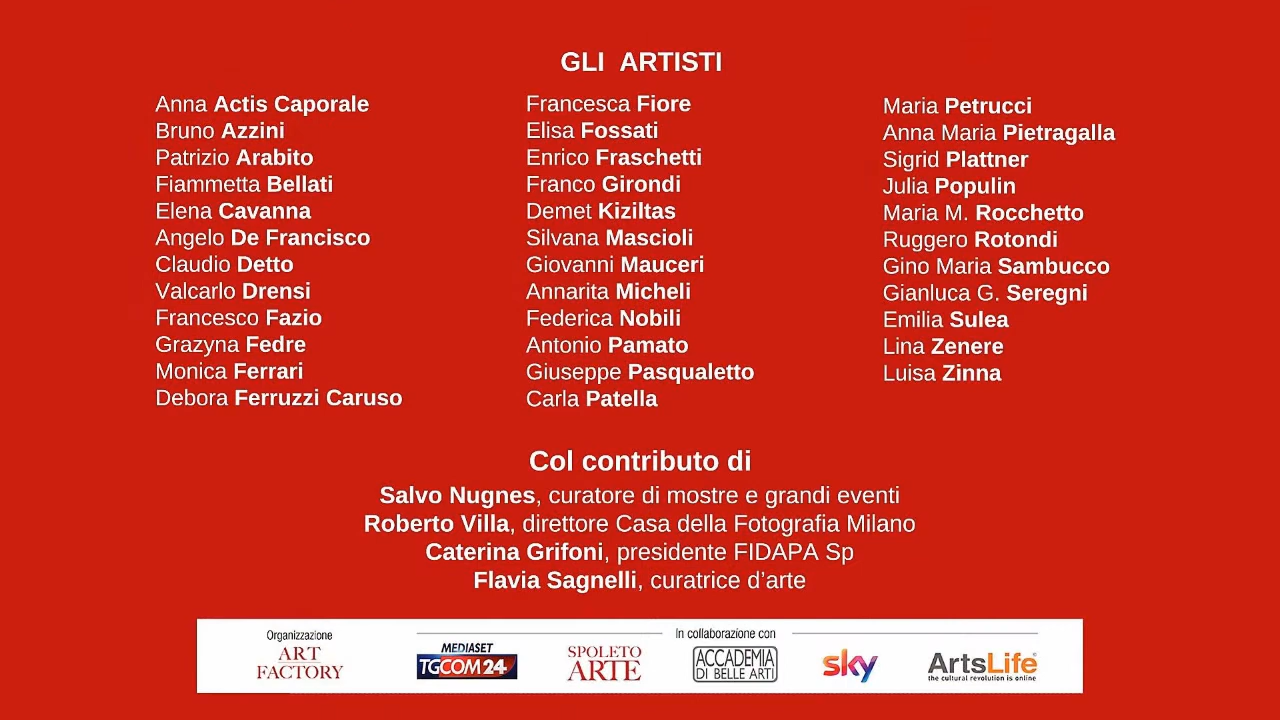 GLI ARTISTI
Anna Actis Caporale
Bruno Azzini
Patrizio Arabito
Fiammetta Bellati
Elena Cavanna
Angelo De Francisco
Claudio Detto
Valcarlo Drensi
Francesco Fazio
Grazyna Fedre
Monica Ferrari
Debora Ferruzzi Caruso
Francesca Fiore
Elisa Fossati
Enrico Fraschetti
Franco Girondi
Demet Kiziltas
Silvana Mascioli
Giovanni Mauceri
Annarita Micheli
Federica Nobili
Antonio Pamato
Giuseppe Pasqualetto
Carla Patella
Maria Petrucci
Anna Maria Pietragalla
Sigrid Plattner
Julia Populin
Maria M. Rocchetto
Ruggero Rotondi
Gino Maria Sambucco
Gianluca G. Seregni
Emilia Sulea
Lina Zenere
Luisa Zinna
Col contributo di
Salvo Nugnes, curatore di mostre e grandi eventi
Roberto Villa, direttore Casa della Fotografia Milano
Caterina Grifoni, presidente FIDAPA Sp
Flavia Sagnelli, curatrice d’arte
Organizzazione
ART
FACTORY
In collaborazione con
MEDIASET
TGCOM 24
SPOLETO
ARTE
ACCADEMIA
DI BELLE ARTI
sky
ArtsLife
the cultural revolution is online